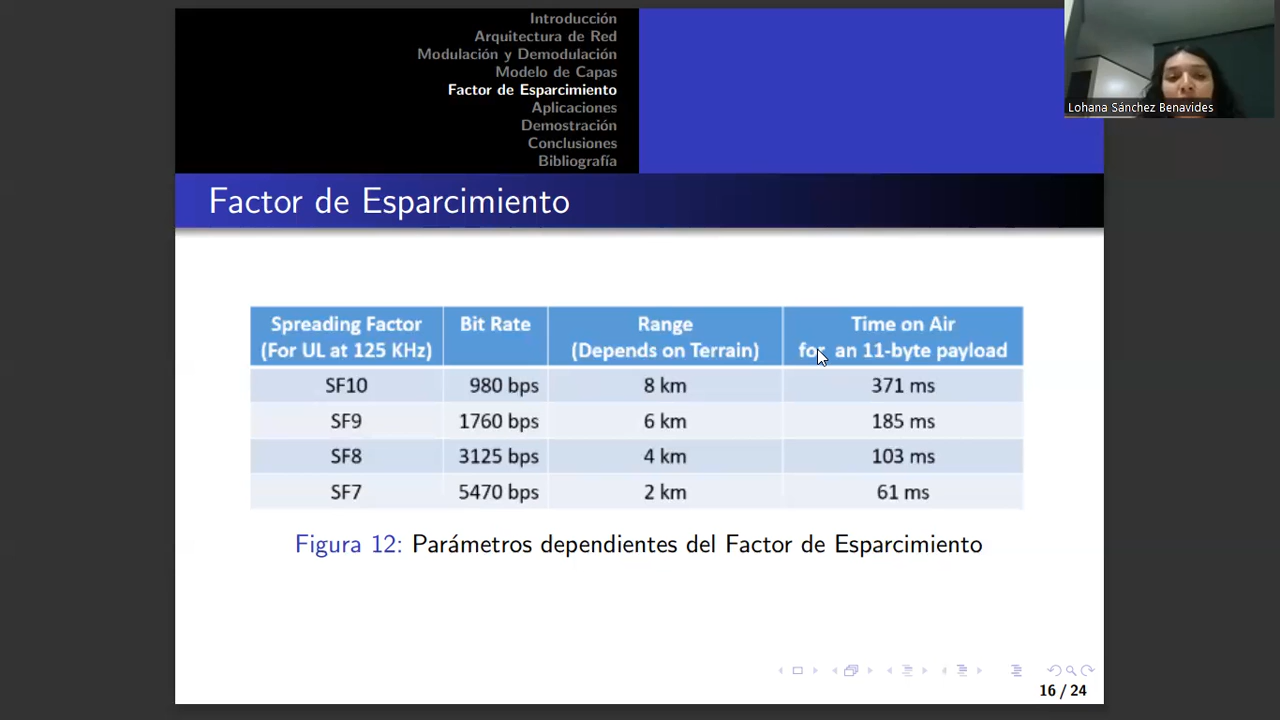 Introducción
Arquitectura de Red
Modulación y Demodulación
Modelo de Capas
Factor de Esparcimiento
Aplicaciones
Demostración
Conclusiones
Bibliografía
Lohana Sánchez Benavides
Factor de Esparcimiento
Spreading Factor (For UL at 125 KHz) Bit Rate Range (Depends on Terrain) Time on Air for an 11-byte payload
SF10 980 bps 8 km 371 ms
SF9 1760 bps 6 km 185 ms
SF8 3125 bps 4 km 103 ms
SF7 5470 bps 2 km 61 ms
Figura 12: Parámetros dependientes del Factor de Esparcimiento
16 / 24